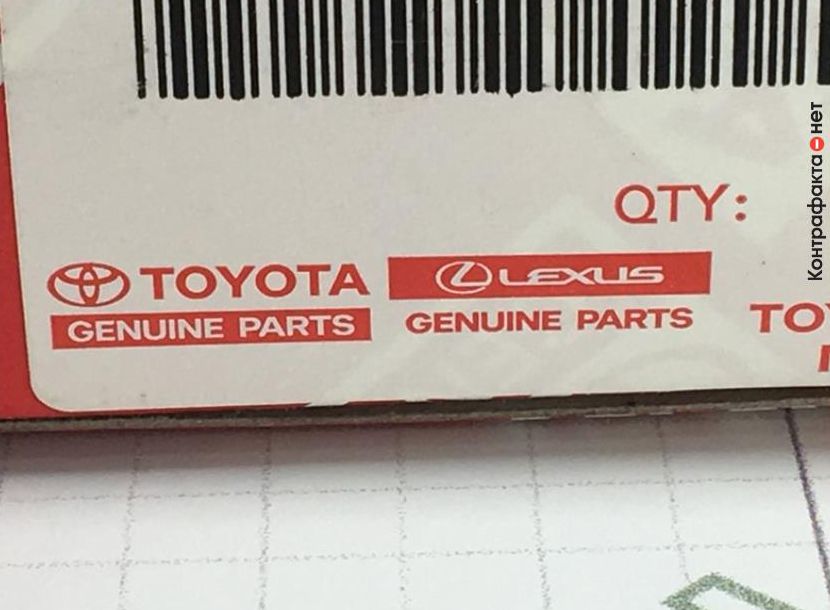 QTY:
TOYOTA
GENUINE PARTS
LEXUS
GENUINE PARTS
Контрафакта нет